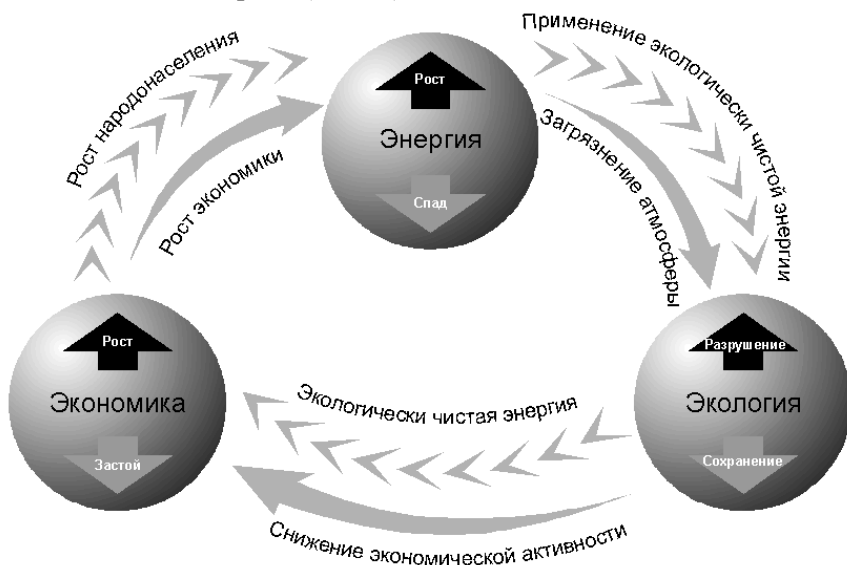 Рост народонаселения
Рост экономики
Рост
Энергия
Спад
Применение экологически чистой энергии
Загрязнение атмосферы
Рост
Экономика
Застой
Разрушение
Экология
Сохранение
Экологически чистая энергия
Снижение экономической активности